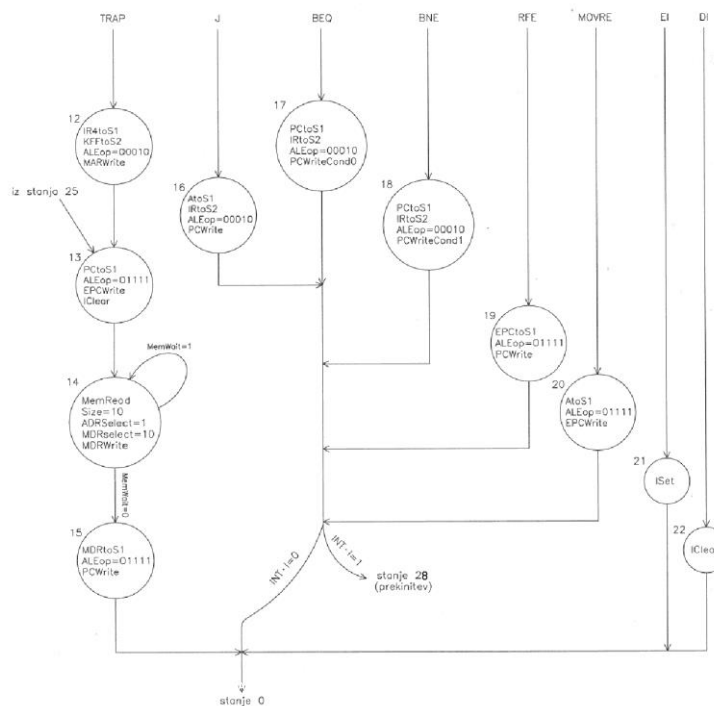 TRAP
J
BEQ
BNE
RFE
MOVRE
EI
DI
12
IR4toS1
KFFtoS2
ALEop=00010
MARWrite
iz stanja 25
13
PCtoS1
ALEop=01111
EPCWrite
IClear
MemWait=1
14
MemRead
Size=10
ADRSelect=1
MDRselect=10
MDRWrite
MemWait=0
15
MDRtoS1
ALEop=01111
PCWrite
16
AtoS1
IRtoS2
ALEop=00010
PCWrite
17
PCtoS1
IRtoS2
ALEop=00010
PCWriteCond0
18
PCtoS1
IRtoS2
ALEop=00010
PCWriteCond1
19
EPCtoS1
ALEop=01111
PCWrite
20
AtoS1
ALEop=01111
EPCWrite
21
ISet
22
IClear
INT·I=0
INT·I=1
stanje 28
(prekinitev)
stanje 0